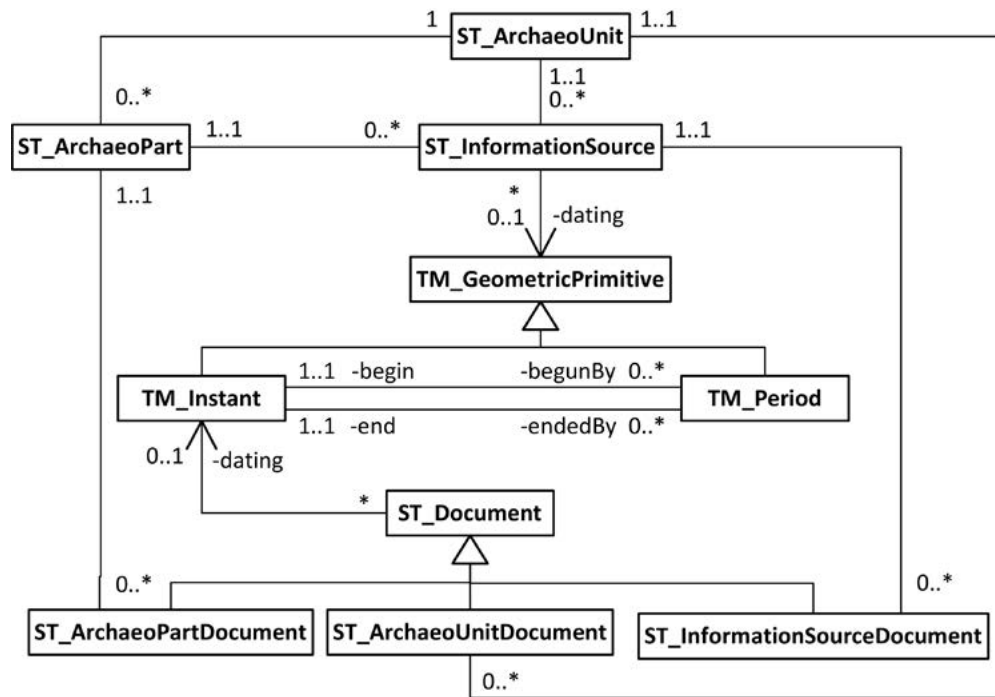 1 ST_ArchaeoUnit 1..1
1..1
0..* 0..*
ST_ArchaeoPart 1..1 0..* ST_InformationSource 1..1
1..1
*
0..1 -dating
TM_GeometricPrimitive
1..1 -begin -begunBy 0..*
TM_Instant TM_Period
1..1 -end -endedBy 0..*
0..1 -dating
*
ST_Document
0..* 0..*
ST_ArchaeoPartDocument ST_ArchaeoUnitDocument ST_InformationSourceDocument
0..*